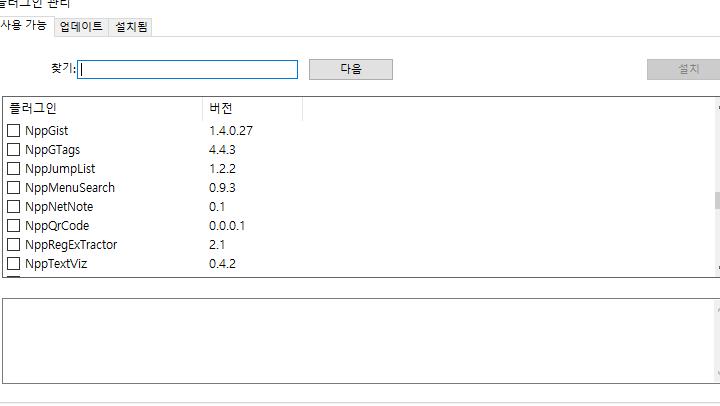 플러그인 관리
사용 가능 업데이트 설치됨
찾기: 다음 설치
플러그인 버전
NppGist 1.4.0.27
NppGTags 4.4.3
NppJumpList 1.2.2
NppMenuSearch 0.9.3
NppNetNote 0.1
NppQrCode 0.0.0.1
NppRegExTractor 2.1
NppTextViz 0.4.2